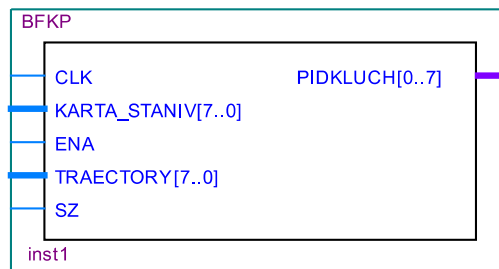 BFKP
CLK PIDKLUCH[0..7]
KARTA_STANIV[7..0]
ENA
TRAECTORY[7..0]
SZ
inst1